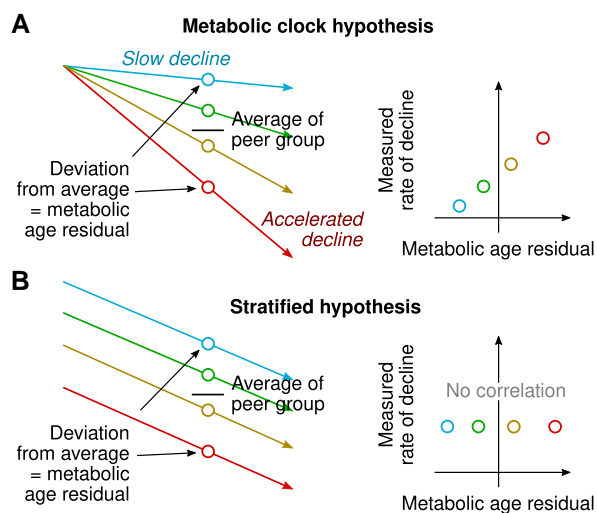 A
Metabolic clock hypothesis
Slow decline
Average of
peer group
Deviation
from average
= metabolic
age residual
Accelerated
decline
Measured
rate of decline
Metabolic age residual
B
Stratified hypothesis
Average of
peer group
Deviation
from average
= metabolic
age residual
Measured
rate of decline
No correlation
Metabolic age residual